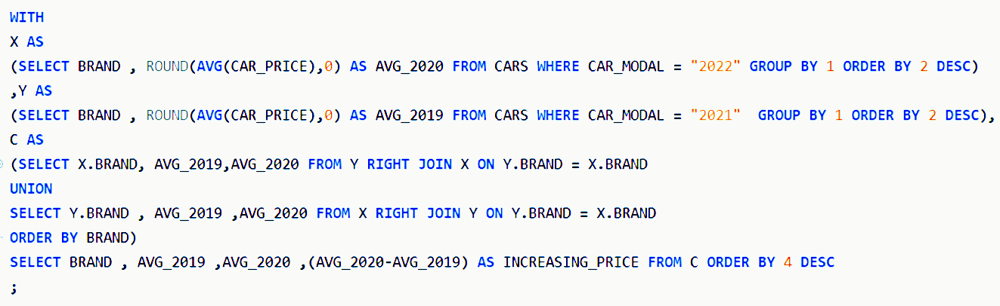 WITH
X AS
(SELECT BRAND , ROUND(AVG(CAR_PRICE),0) AS AVG_2020 FROM CARS WHERE CAR_MODAL = "2022" GROUP BY 1 ORDER BY 2 DESC)
,Y AS
(SELECT BRAND , ROUND(AVG(CAR_PRICE),0) AS AVG_2019 FROM CARS WHERE CAR_MODAL = "2021"  GROUP BY 1 ORDER BY 2 DESC),
C AS
(SELECT X.BRAND, AVG_2019,AVG_2020 FROM Y RIGHT JOIN X ON Y.BRAND = X.BRAND
UNION
SELECT Y.BRAND , AVG_2019 ,AVG_2020 FROM X RIGHT JOIN Y ON Y.BRAND = X.BRAND
ORDER BY BRAND)
SELECT BRAND , AVG_2019 ,AVG_2020 ,(AVG_2020-AVG_2019) AS INCREASING_PRICE FROM C ORDER BY 4 DESC
;